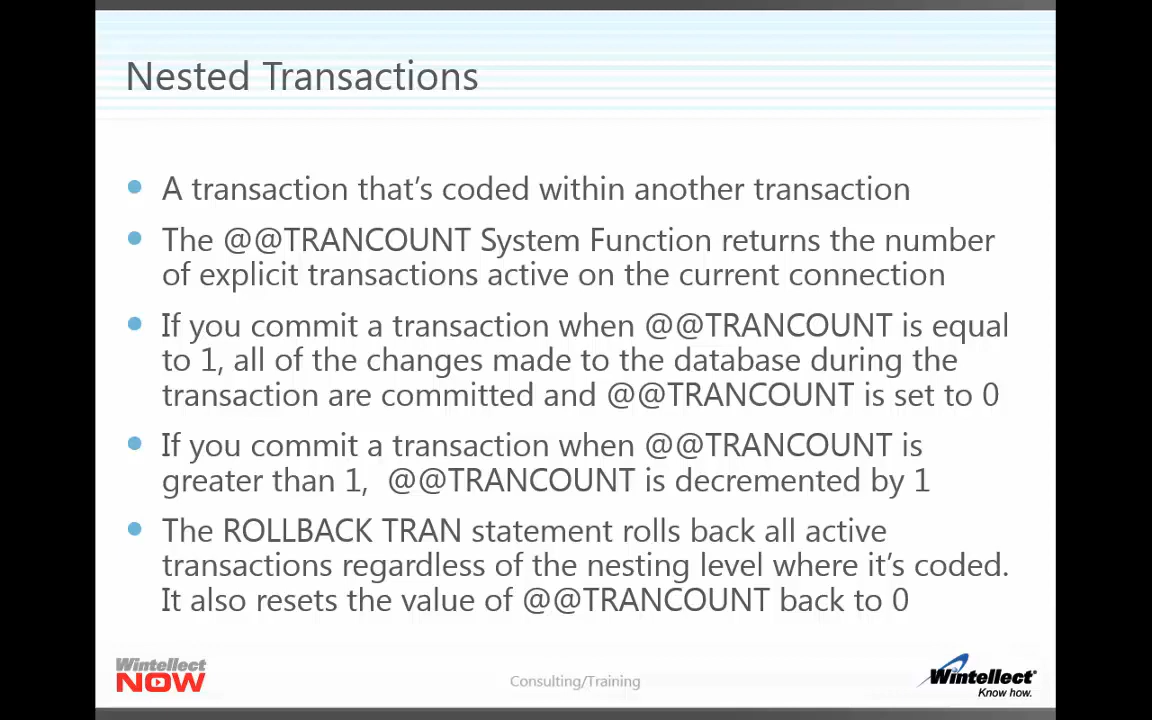 Nested Transactions
A transaction that's coded within another transaction
The @@TRANCOUNT System Function returns the number
of explicit transactions active on the current connection
If you commit a transaction when @@TRANCOUNT is equal
to 1, all of the changes made to the database during the
transaction are committed and @@TRANCOUNT is set to 0
If you commit a transaction when @@TRANCOUNT is
greater than 1,  @@TRANCOUNT is decremented by 1
The ROLLBACK TRAN statement rolls back all active
transactions regardless of the nesting level where it's coded.
It also resets the value of @@TRANCOUNT back to 0
Wintellect
NOW
Consulting/Training
Wintellect
Know how.